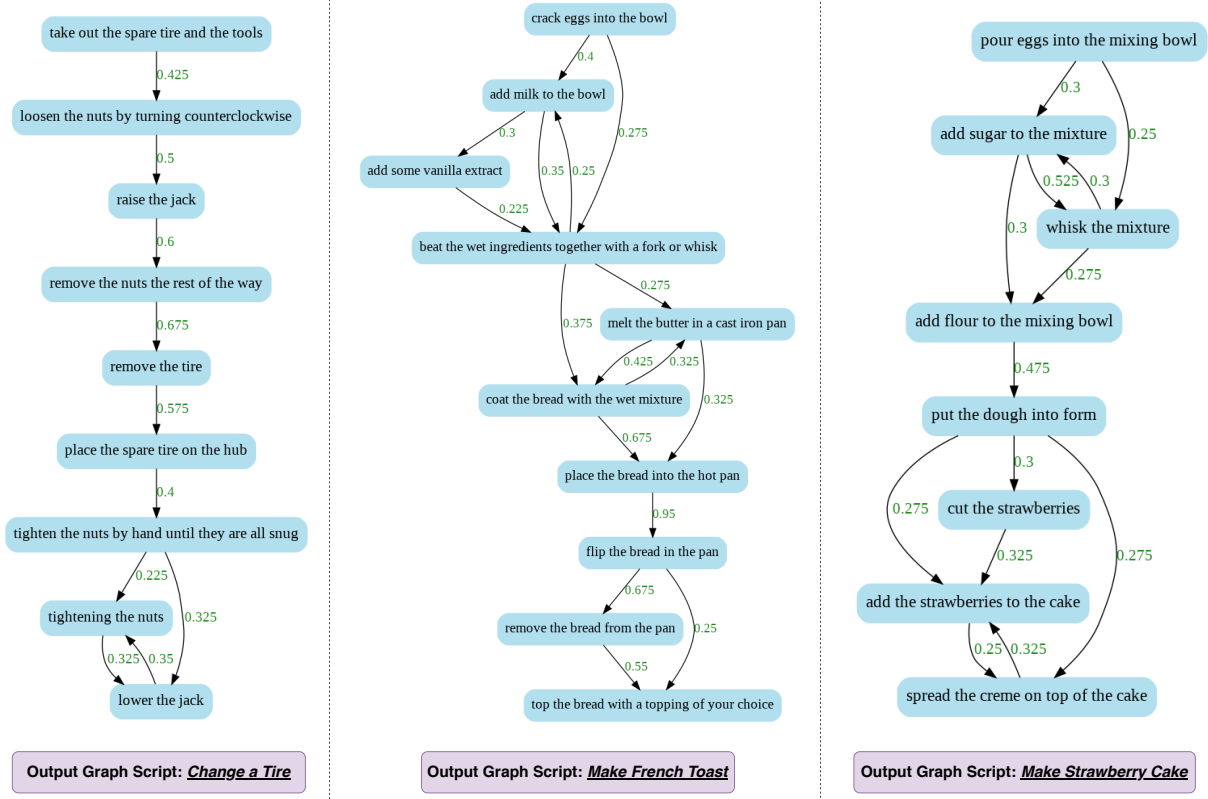 take out the spare tire and the tools
0.425
loosen the nuts by turning counterclockwise
0.5
raise the jack
0.6
remove the nuts the rest of the way
0.675
remove the tire
0.575
place the spare tire on the hub
0.4
tighten the nuts by hand until they are all snug
0.225
0.325
tightening the nuts
0.325 0.35
lower the jack
Output Graph Script: Change a Tire
crack eggs into the bowl
0.4
add milk to the bowl
0.3
0.275
add some vanilla extract
0.35 0.25
0.225
beat the wet ingredients together with a fork or whisk
0.275
0.375
melt the butter in a cast iron pan
0.425 0.325
0.325
coat the bread with the wet mixture
0.675
place the bread into the hot pan
0.95
flip the bread in the pan
0.675
0.25
remove the bread from the pan
0.55
top the bread with a topping of your choice
Output Graph Script: Make French Toast
pour eggs into the mixing bowl
0.3
0.25
add sugar to the mixture
0.525 0.3
0.3
whisk the mixture
0.275
add flour to the mixing bowl
0.475
put the dough into form
0.3
0.275
cut the strawberries
0.325
0.275
add the strawberries to the cake
0.25 0.325
spread the creme on top of the cake
Output Graph Script: Make Strawberry Cake